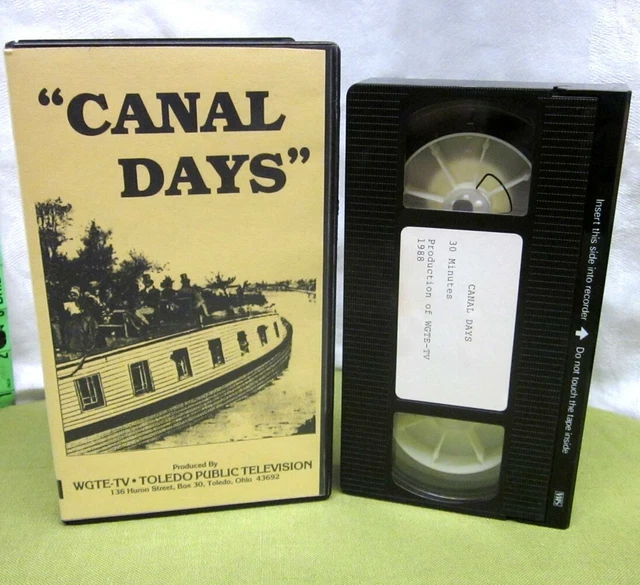 “CANAL
DAYS”
Produced By
WGTE-TV • TOLEDO PUBLIC TELEVISION
136 Huron Street, Box 30, Toledo, Ohio 43692
CANAL DAYS
30 Minutes
Production of WGTE-TV
1988
Insert this side into recorder
Do not touch the tape inside
VHS